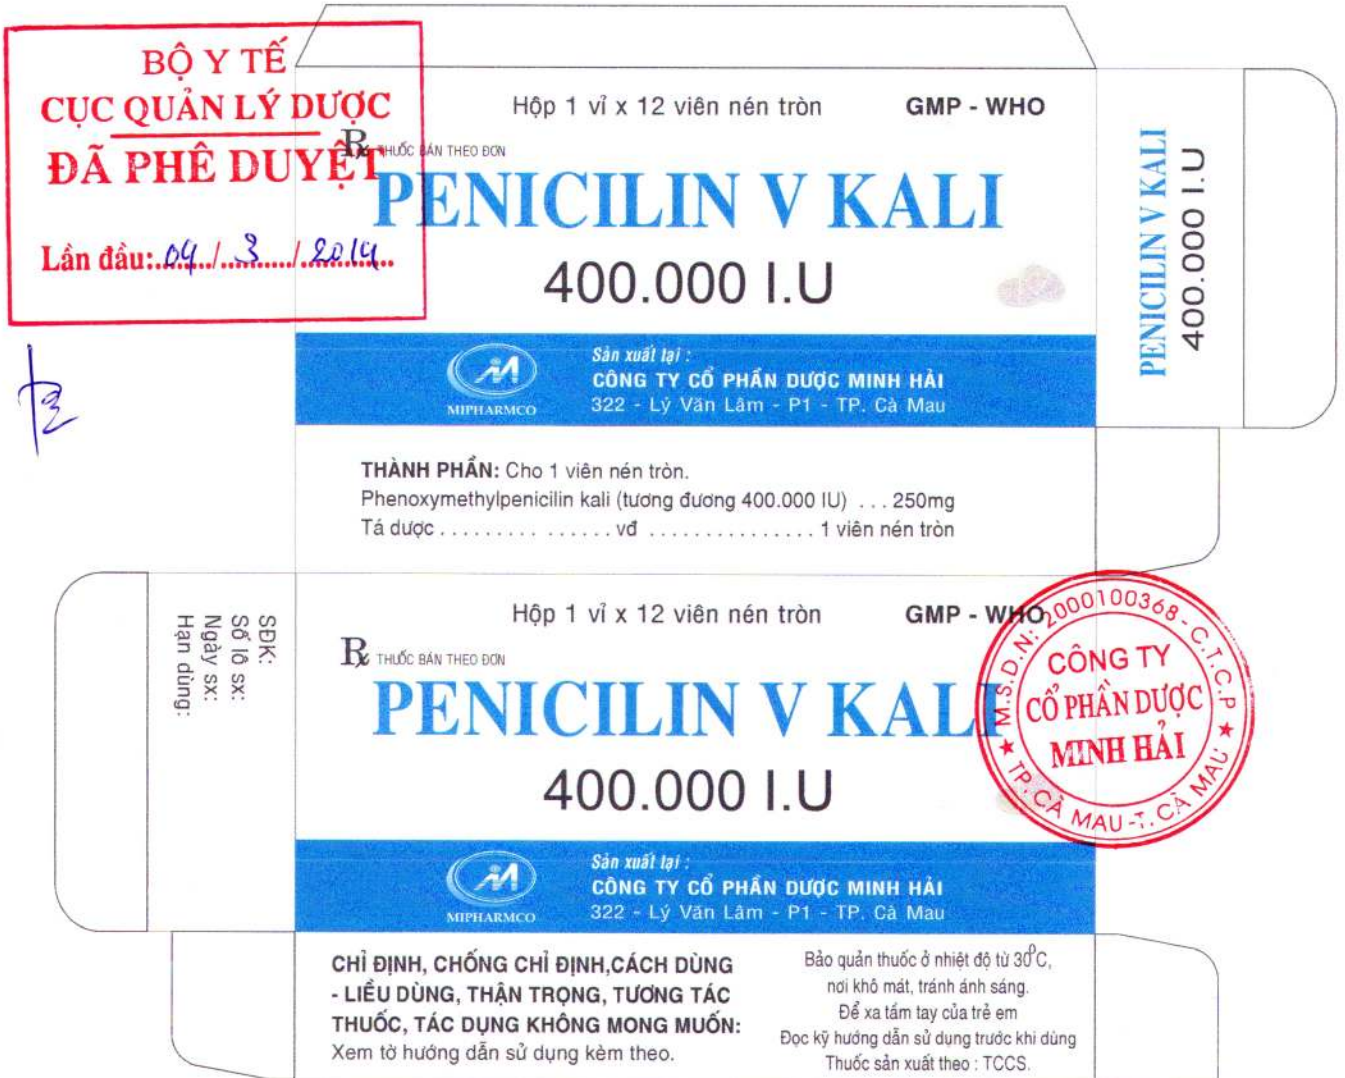 BỘ Y TẾ
CỤC QUẢN LÝ DƯỢC
ĐÃ PHÊ DUYỆT
Lần đầu: 04/ 3 / 2014
Hộp 1 vỉ x 12 viên nén tròn GMP - WHO
Rx THUỐC BÁN THEO ĐƠN
PENICILIN V KALI
400.000 I.U
MIPHARMCO
Sản xuất tại :
CÔNG TY CỔ PHẦN DƯỢC MINH HẢI
322 - Lý Văn Lâm - P1 - TP. Cà Mau
PENICILIN V KALI
400.000 I.U
THÀNH PHẦN: Cho 1 viên nén tròn.
Phenoxymethylpenicilin kali (tương đương 400.000 IU) ... 250mg
Tá dược ............... vđ ............... 1 viên nén tròn
SĐK:
Số lô sx:
Ngày sx:
Hạn dùng:
Hộp 1 vỉ x 12 viên nén tròn GMP - WHO
Rx THUỐC BÁN THEO ĐƠN
PENICILIN V KALI
400.000 I.U
M.S.D.N: 2000100368 - C.T.C.P
CÔNG TY
CỔ PHẦN DƯỢC
MINH HẢI
★ TP. CÀ MAU - T. CÀ MAU ★
MIPHARMCO
Sản xuất tại :
CÔNG TY CỔ PHẦN DƯỢC MINH HẢI
322 - Lý Văn Lâm - P1 - TP. Cà Mau
CHỈ ĐỊNH, CHỐNG CHỈ ĐỊNH,CÁCH DÙNG
- LIỀU DÙNG, THẬN TRỌNG, TƯƠNG TÁC
THUỐC, TÁC DỤNG KHÔNG MONG MUỐN:
Xem tờ hướng dẫn sử dụng kèm theo.
Bảo quản thuốc ở nhiệt độ từ 30⁰C,
nơi khô mát, tránh ánh sáng.
Để xa tầm tay của trẻ em
Đọc kỹ hướng dẫn sử dụng trước khi dùng
Thuốc sản xuất theo : TCCS.